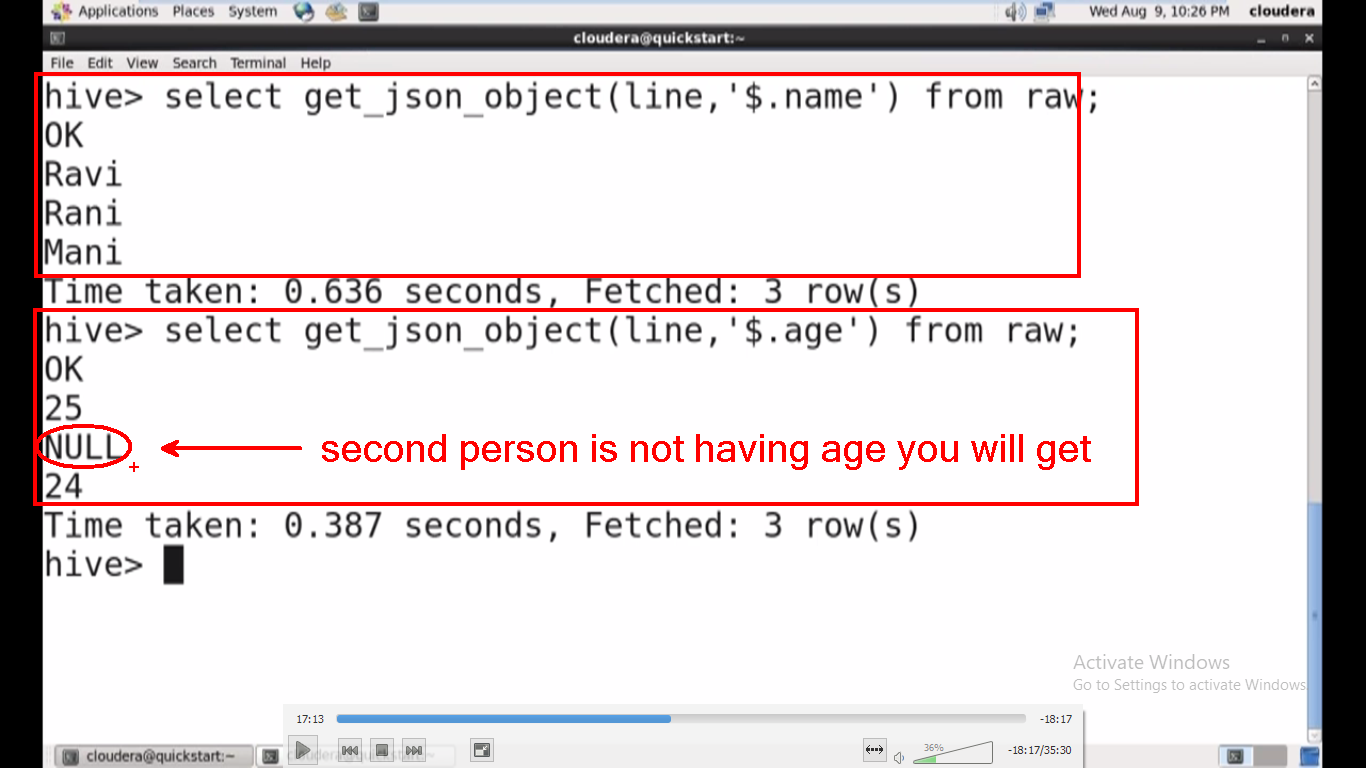 Applications Places System Wed Aug 9, 10:26 PM cloudera
cloudera@quickstart:~
File Edit View Search Terminal Help
hive> select get_json_object(line,'$.name') from raw;
OK
Ravi
Rani
Mani
Time taken: 0.636 seconds, Fetched: 3 row(s)
hive> select get_json_object(line,'$.age') from raw;
OK
25
NULL second person is not having age you will get
24
Time taken: 0.387 seconds, Fetched: 3 row(s)
hive>
Activate Windows
Go to Settings to activate Windows.
17:13 -18:17
36% -18:17/35:30
cloudera@quickstart:~ cloudera@quickstart:~